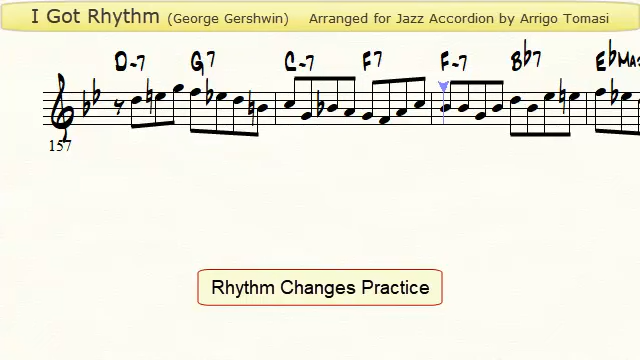 I Got Rhythm (George Gershwin) Arranged for Jazz Accordion by Arrigo Tomasi
D-7 G7 C-7 F7 F-7 Bb7 EbMa
157
Rhythm Changes Practice